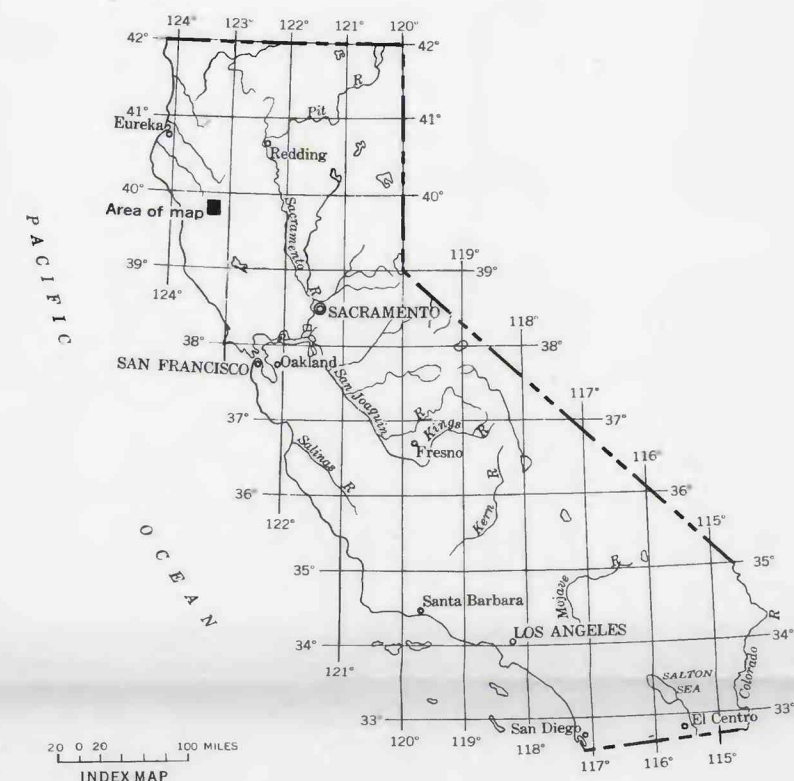 124° 123° 122° 121° 120°
42° 42°
R
41° Pit 41°
Eureka
Redding
40° 40°
Area of map
Sacramento
119°
39° 39°
124°
R
SACRAMENTO 118°
38° 38°
SAN FRANCISCO Oakland
San Joaquin 117°
37° R 37°
Kings R
Fresno
Salinas 116°
R R
36° 36°
122° Kern 115°
35° R 35°
Mojave
Santa Barbara R
LOS ANGELES
34° 34°
121° Colorado
SALTON
SEA
33° 33°
San Diego El Centro
120° 119° 118° 117° 116° 115°
PACIFIC
OCEAN
20 0 20 100 MILES
INDEX MAP